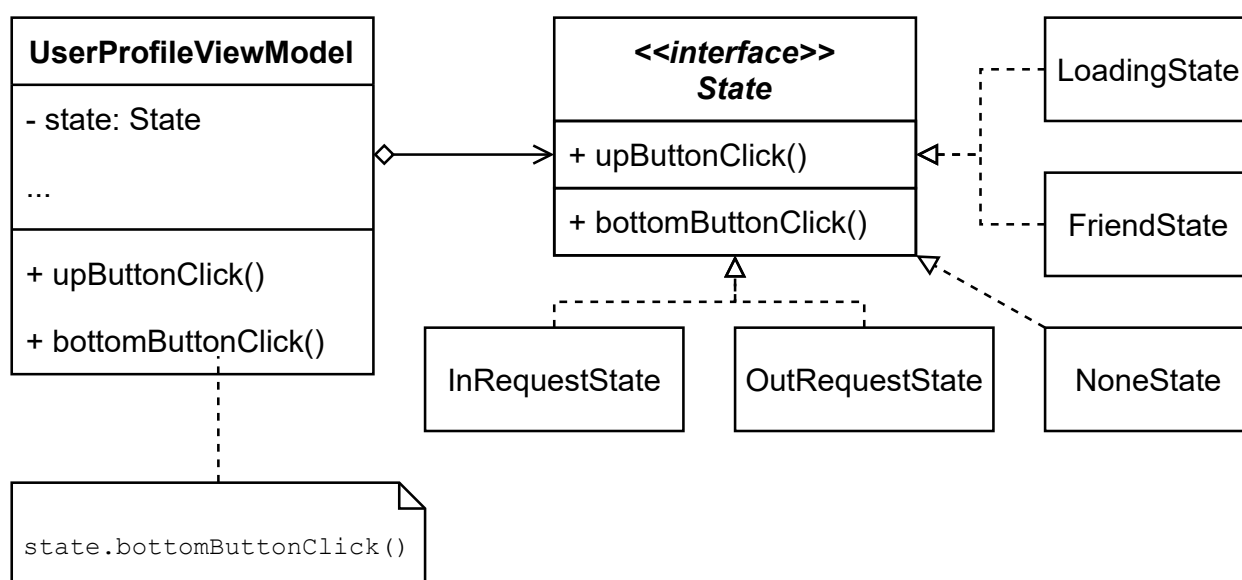 UserProfileViewModel
- state: State
...
+ upButtonClick()
+ bottomButtonClick()
<<interface>>
State
+ upButtonClick()
+ bottomButtonClick()
LoadingState
FriendState
InRequestState
OutRequestState
NoneState
state.bottomButtonClick()